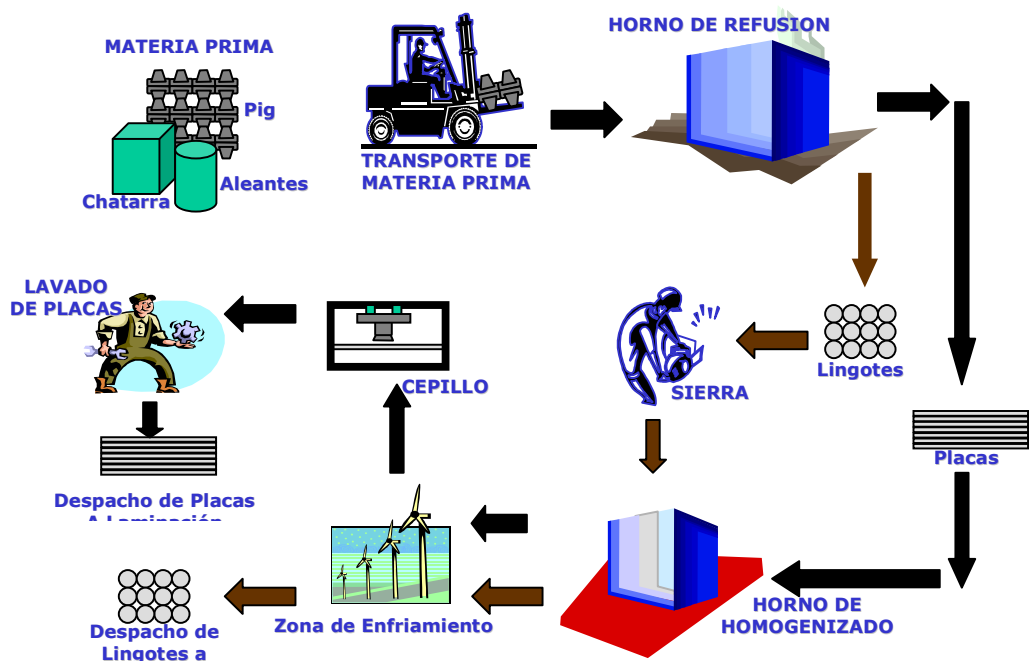 MATERIA PRIMA
Pig
Chatarra
Aleantes
TRANSPORTE DE
MATERIA PRIMA
HORNO DE REFUSION
LAVADO
DE PLACAS
CEPILLO
SIERRA
Lingotes
Placas
Despacho de Placas
A Laminación
Zona de Enfriamiento
HORNO DE
HOMOGENIZADO
Despacho de
Lingotes a